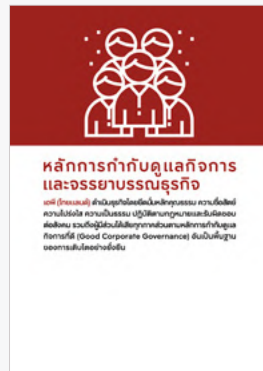 หลักการกำกับดูแลกิจการ
และจรรยาบรรณธุรกิจ
เอพี (ไทยแลนด์) ดำเนินธุรกิจโดยยึดมั่นหลักคุณธรรม ความซื่อสัตย์
ความโปร่งใส ความเป็นธรรม ปฏิบัติตามกฎหมายและรับผิดชอบ
ต่อสังคม รวมถึงผู้มีส่วนได้เสียทุกภาคส่วนตามหลักการกำกับดูแล
กิจการที่ดี (Good Corporate Governance) อันเป็นพื้นฐาน
ของการเติบโตอย่างยั่งยืน